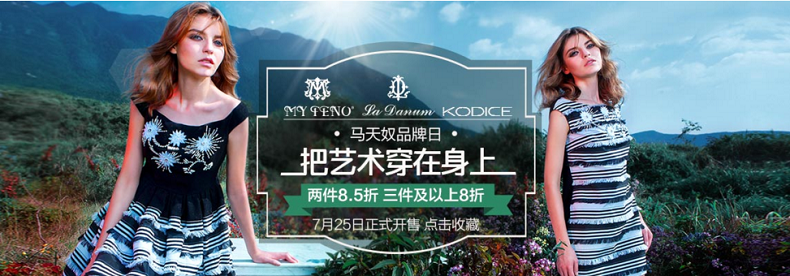 MY TENO® La Danum KODICE
· 马天奴品牌日 ·
把艺术穿在身上
两件8.5折 三件及以上8折
7月25日正式开售 点击收藏